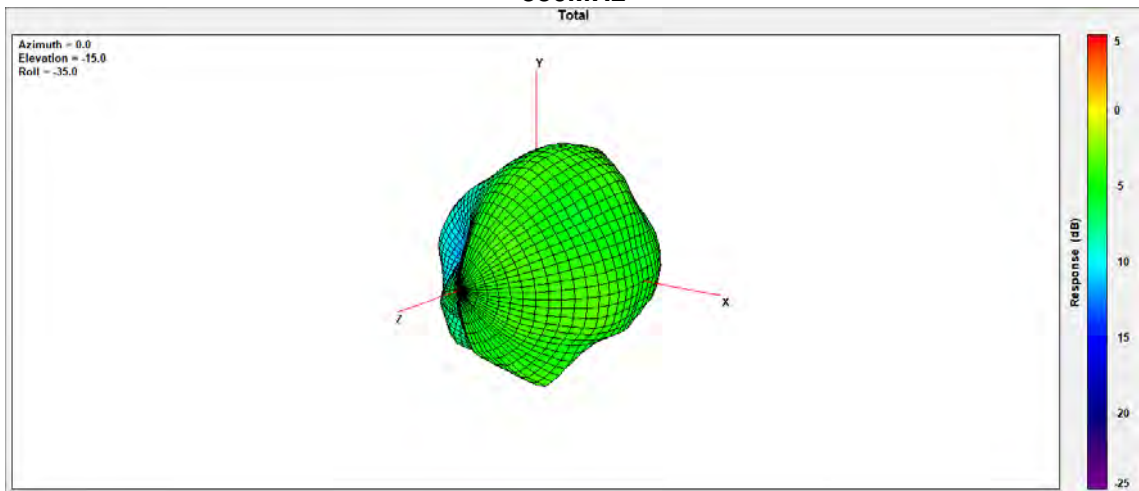 Total
Azimuth = 0.0
Elevation = -15.0
Roll = -35.0
Y
X
Z
5
0
5
10
15
-20
-25
Response (dB)